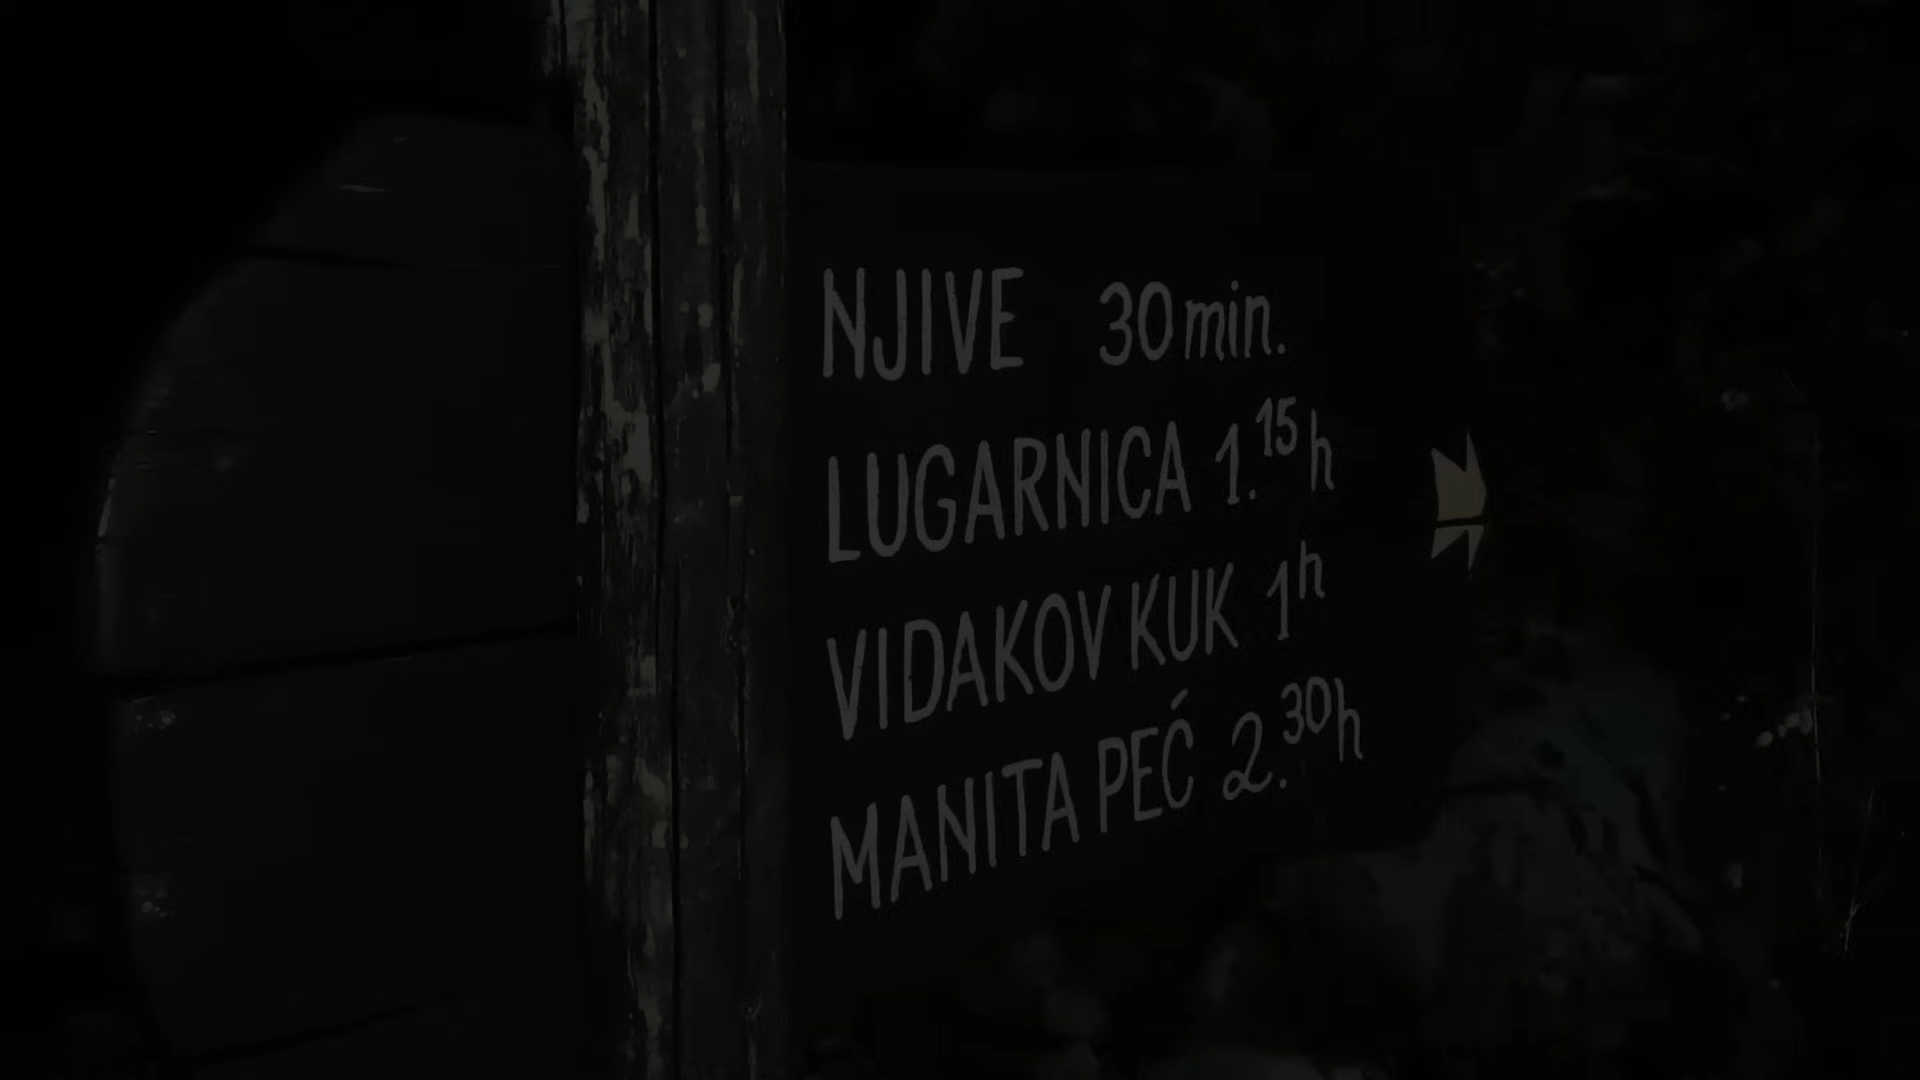 NJIVE 30 min.
LUGARNICA 1.15 h
VIDAKOV KUK 1h
MANITA PEĆ 2.30h